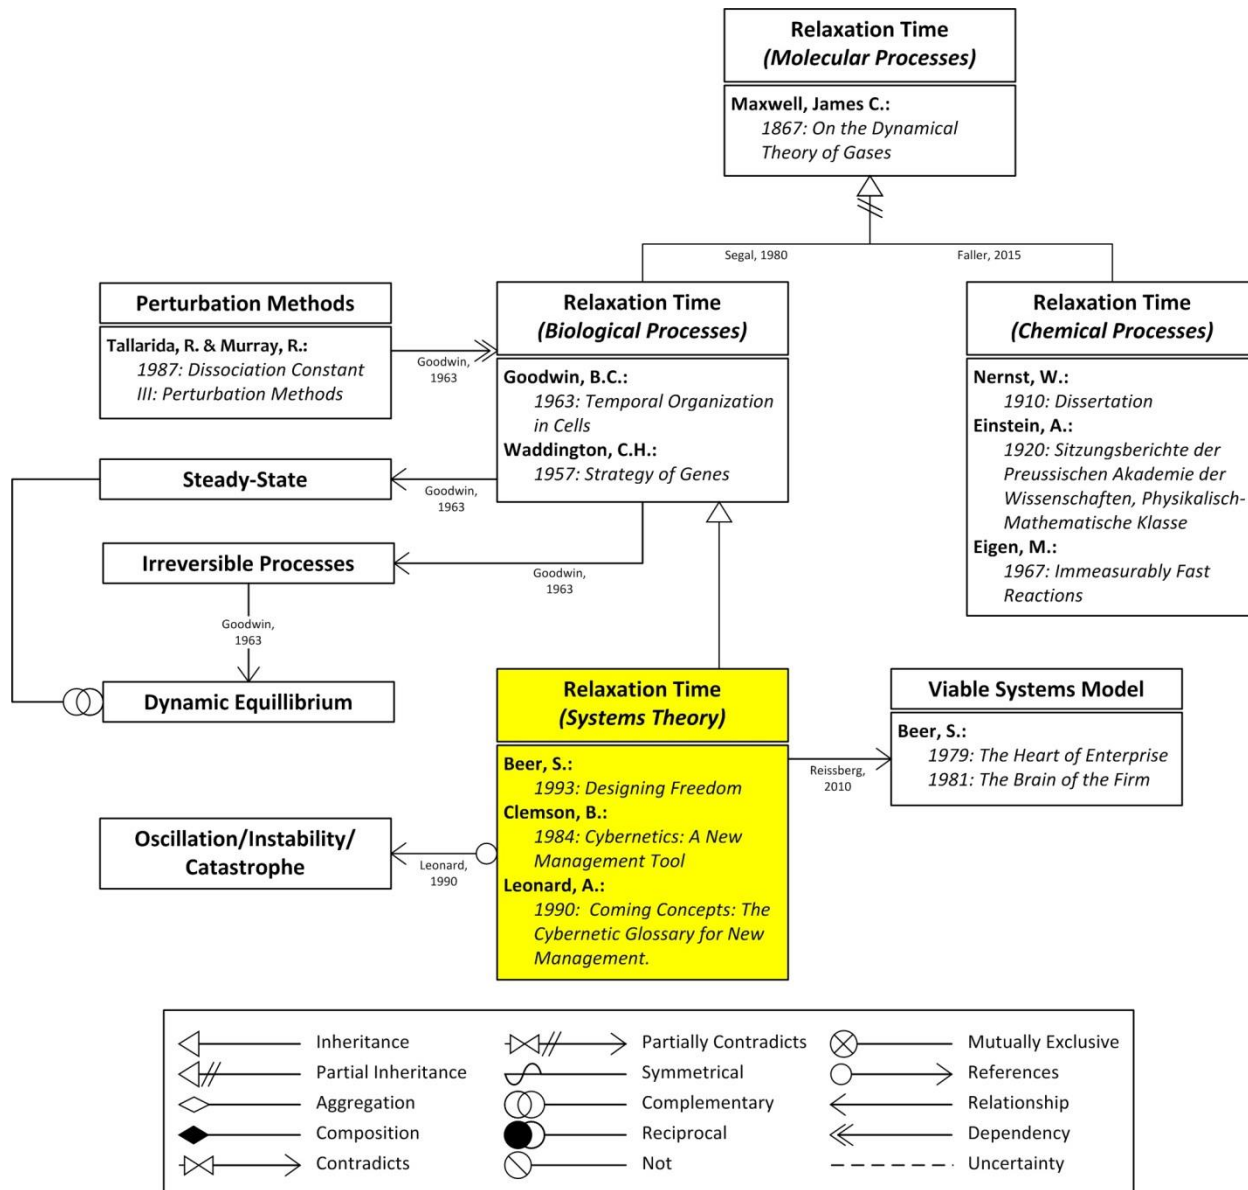 Relaxation Time
(Molecular Processes)
Maxwell, James C.:
1867: On the Dynamical
Theory of Gases
Segal, 1980
Faller, 2015
Perturbation Methods
Tallarida, R. & Murray, R.:
1987: Dissociation Constant
III: Perturbation Methods
Goodwin,
1963
Relaxation Time
(Biological Processes)
Goodwin, B.C.:
1963: Temporal Organization
in Cells
Waddington, C.H.:
1957: Strategy of Genes
Relaxation Time
(Chemical Processes)
Nernst, W.:
1910: Dissertation
Einstein, A.:
1920: Sitzungsberichte der
Preussischen Akademie der
Wissenschaften, Physikalisch-
Mathematische Klasse
Eigen, M.:
1967: Immeasurably Fast
Reactions
Steady-State
Goodwin,
1963
Irreversible Processes
Goodwin,
1963
Goodwin,
1963
Dynamic Equillibrium
Relaxation Time
(Systems Theory)
Beer, S.:
1993: Designing Freedom
Clemson, B.:
1984: Cybernetics: A New
Management Tool
Leonard, A.:
1990:  Coming Concepts: The
Cybernetic Glossary for New
Management.
Reissberg,
2010
Viable Systems Model
Beer, S.:
1979: The Heart of Enterprise
1981: The Brain of the Firm
Oscillation/Instability/
Catastrophe
Leonard,
1990
Inheritance
Partial Inheritance
Aggregation
Composition
Contradicts
Partially Contradicts
Symmetrical
Complementary
Reciprocal
Not
Mutually Exclusive
References
Relationship
Dependency
Uncertainty